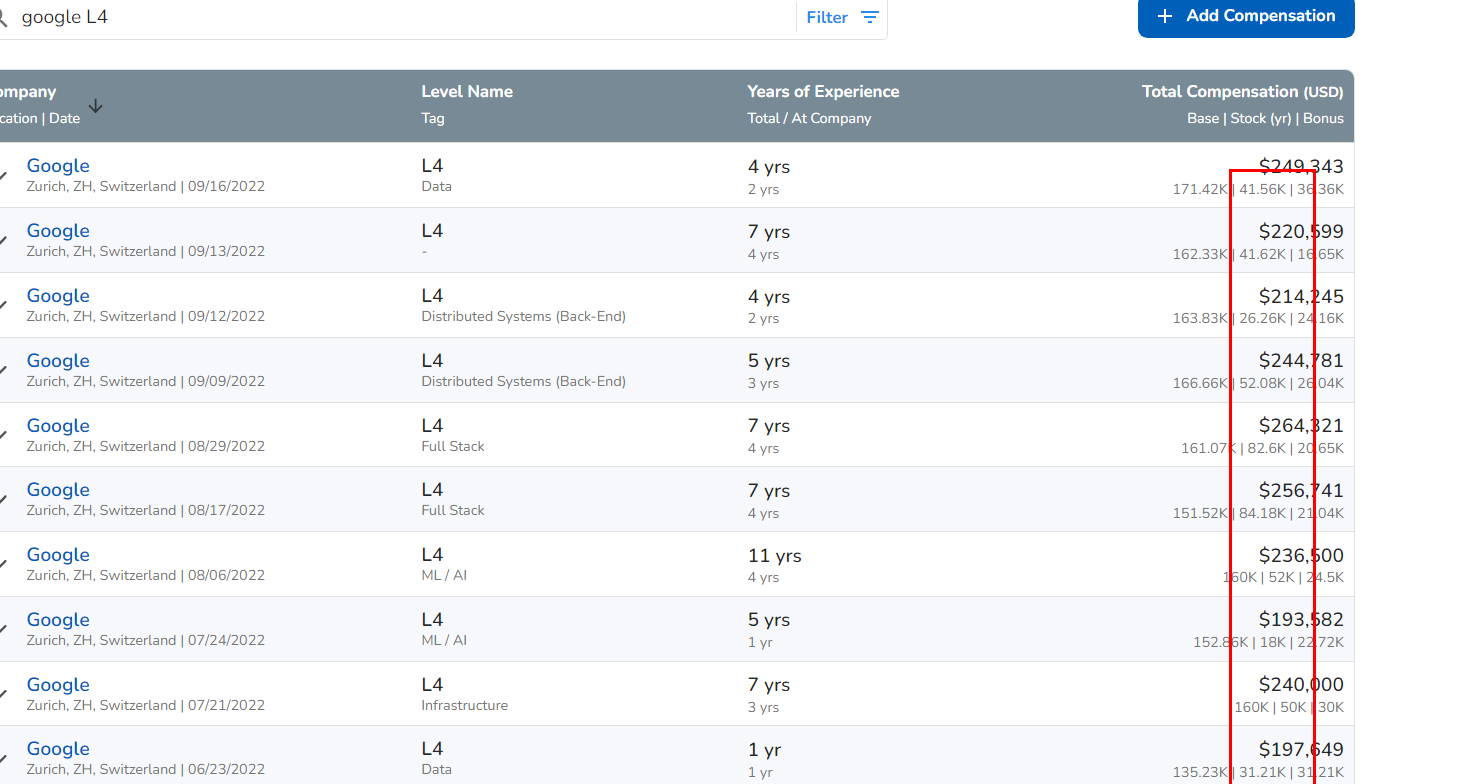 google L4
Filter
+ Add Compensation
ompany
cation | Date
Level Name
Tag
Years of Experience
Total / At Company
Total Compensation (USD)
Base | Stock (yr) | Bonus
Google
Zurich, ZH, Switzerland | 09/16/2022
L4
Data
4 yrs
2 yrs
$249,343
171.42K | 41.56K | 36.36K
Google
Zurich, ZH, Switzerland | 09/13/2022
L4
-
7 yrs
4 yrs
$220,599
162.33K | 41.62K | 16.65K
Google
Zurich, ZH, Switzerland | 09/12/2022
L4
Distributed Systems (Back-End)
4 yrs
2 yrs
$214,245
163.83K | 26.26K | 24.16K
Google
Zurich, ZH, Switzerland | 09/09/2022
L4
Distributed Systems (Back-End)
5 yrs
3 yrs
$244,781
166.66K | 52.08K | 26.04K
Google
Zurich, ZH, Switzerland | 08/29/2022
L4
Full Stack
7 yrs
4 yrs
$264,321
161.07K | 82.6K | 20.65K
Google
Zurich, ZH, Switzerland | 08/17/2022
L4
Full Stack
7 yrs
4 yrs
$256,741
151.52K | 84.18K | 21.04K
Google
Zurich, ZH, Switzerland | 08/06/2022
L4
ML / AI
11 yrs
4 yrs
$236,500
160K | 52K | 24.5K
Google
Zurich, ZH, Switzerland | 07/24/2022
L4
ML / AI
5 yrs
1 yr
$193,582
152.86K | 18K | 22.72K
Google
Zurich, ZH, Switzerland | 07/21/2022
L4
Infrastructure
7 yrs
3 yrs
$240,000
160K | 50K | 30K
Google
Zurich, ZH, Switzerland | 06/23/2022
L4
Data
1 yr
1 yr
$197,649
135.23K | 31.21K | 31.21K